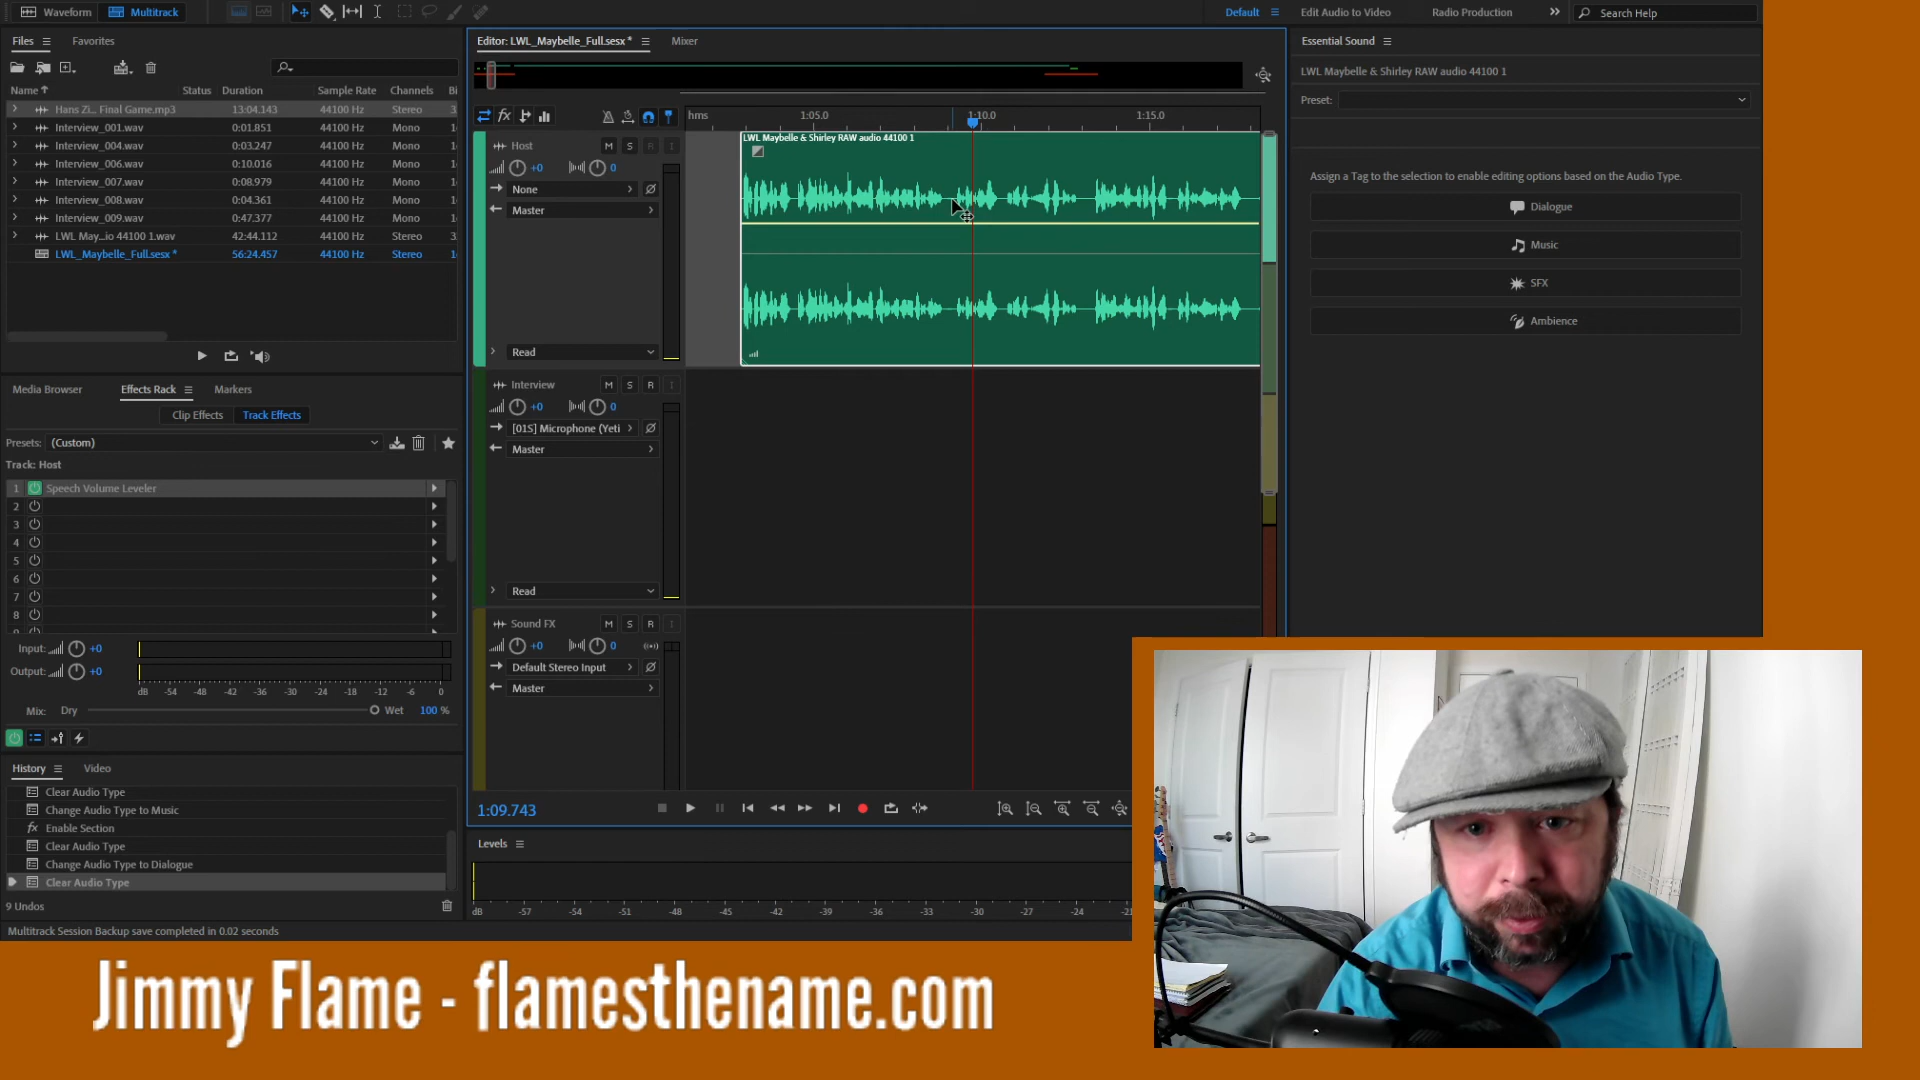 Waveform
Multitrack
Default
Edit Audio to Video
Radio Production
Search Help
Files
Favorites
Name
Status
Duration
Sample Rate
Channels
Bi
Hans Zi... Final Game.mp3 13:04.143 44100 Hz Stereo 3
Interview_001.wav 0:01.851 44100 Hz Mono 1
Interview_004.wav 0:03.247 44100 Hz Mono 1
Interview_006.wav 0:10.016 44100 Hz Mono 1
Interview_007.wav 0:08.979 44100 Hz Mono 1
Interview_008.wav 0:04.361 44100 Hz Mono 1
Interview_009.wav 0:47.377 44100 Hz Mono 1
LWL May...io 44100 1.wav 42:44.112 44100 Hz Stereo 3
LWL_Maybelle_Full.sesx * 56:24.457 44100 Hz Stereo 1
Media Browser
Effects Rack
Markers
Clip Effects
Track Effects
Presets: (Custom)
Track: Host
1 Speech Volume Leveler
2
3
4
5
6
7
8
Input: +0
Output: +0
dB -54 -48 -42 -36 -30 -24 -18 -12 -6 0
Mix: Dry Wet 100 %
History
Video
Clear Audio Type
Change Audio Type to Music
fx Enable Section
Clear Audio Type
Change Audio Type to Dialogue
Clear Audio Type
9 Undos
Multitrack Session Backup save completed in 0.02 seconds
Editor: LWL_Maybelle_Full.sesx *
Mixer
fx
hms 1:05.0 1:10.0 1:15.0
LWL Maybelle & Shirley RAW audio 44100 1
Host M S R I
+0 0
None
Master
Read
Interview M S R I
+0 0
[01S] Microphone (Yeti
Master
Read
Sound FX M S R I
+0 0
Default Stereo Input
Master
1:09.743
Levels
dB -57 -54 -51 -48 -45 -42 -39 -36 -33 -30 -27 -24 -21
Essential Sound
LWL Maybelle & Shirley RAW audio 44100 1
Preset:
Assign a Tag to the selection to enable editing options based on the Audio Type.
Dialogue
Music
SFX
Ambience
Jimmy Flame - flamesthename.com